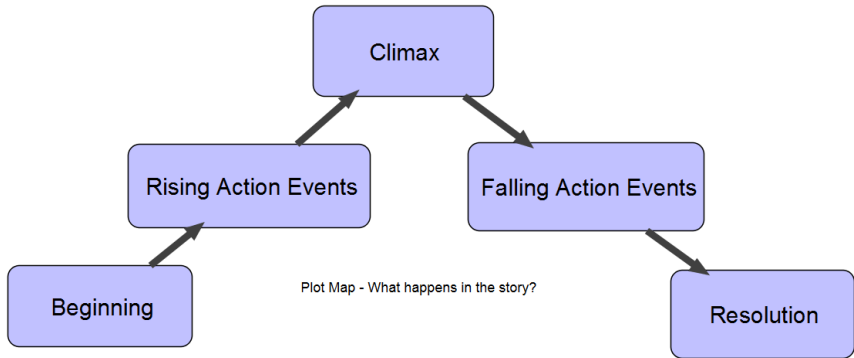 Climax
Rising Action Events
Falling Action Events
Beginning
Plot Map - What happens in the story?
Resolution